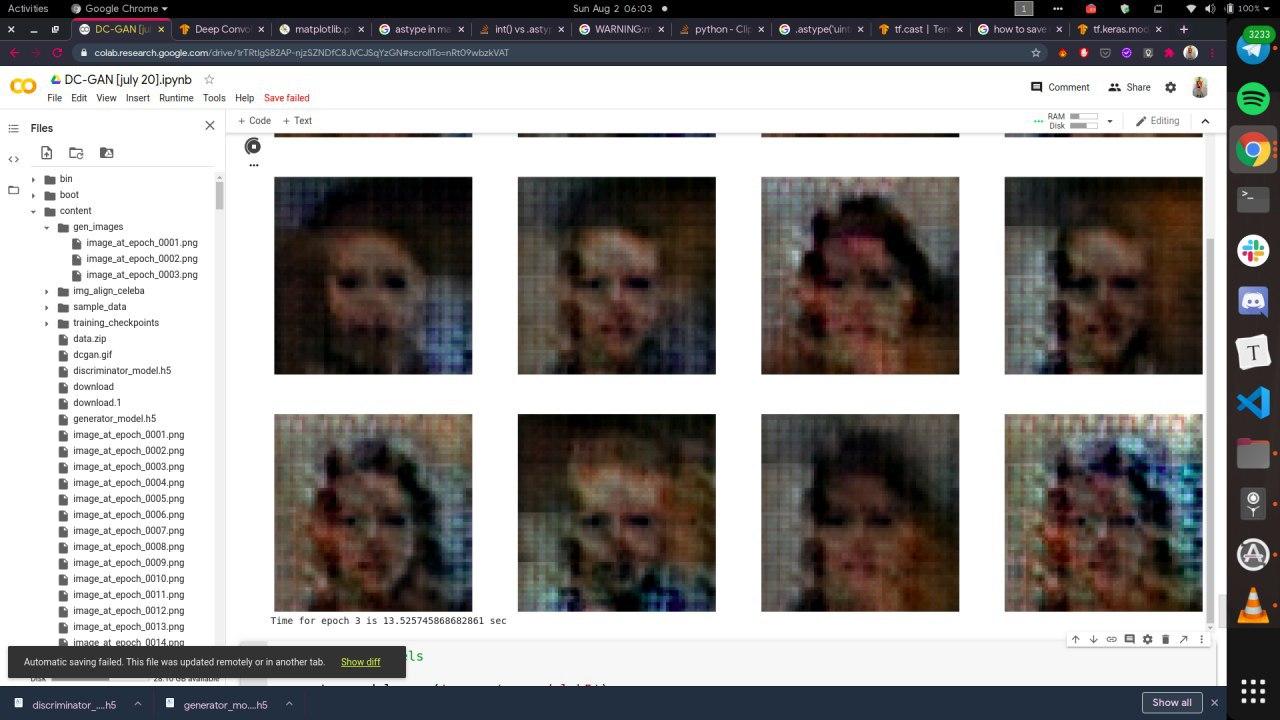 Activities Google Chrome Sun Aug 2 06:03 1 100%
DC-GAN [jul Deep Convo matplotlib.p astype in ma int() vs .asty WARNING:m python - Clip .astype('uint tf.cast | Ten how to save tf.keras.mod
colab.research.google.com/drive/1rTRtIgS82AP-njzSZNDfC8JVCJSqYzGN#scrollTo=nRt09wbzkVAT
3233
DC-GAN [july 20].ipynb
File Edit View Insert Runtime Tools Help Save failed
Comment Share
Files
+ Code + Text
RAM
Disk
Editing
bin
boot
content
gen_images
image_at_epoch_0001.png
image_at_epoch_0002.png
image_at_epoch_0003.png
img_align_celeba
sample_data
training_checkpoints
data.zip
dcgan.gif
discriminator_model.h5
download
download.1
generator_model.h5
image_at_epoch_0001.png
image_at_epoch_0002.png
image_at_epoch_0003.png
image_at_epoch_0004.png
image_at_epoch_0005.png
image_at_epoch_0006.png
image_at_epoch_0007.png
image_at_epoch_0008.png
image_at_epoch_0009.png
image_at_epoch_0010.png
image_at_epoch_0011.png
image_at_epoch_0012.png
image_at_epoch_0013.png
image_at_epoch_0014.png
Time for epoch 3 is 13.525745868682861 sec
els
Automatic saving failed. This file was updated remotely or in another tab. Show diff
Disk 28.10 GB available
discriminator_....h5 generator_mo....h5 Show all